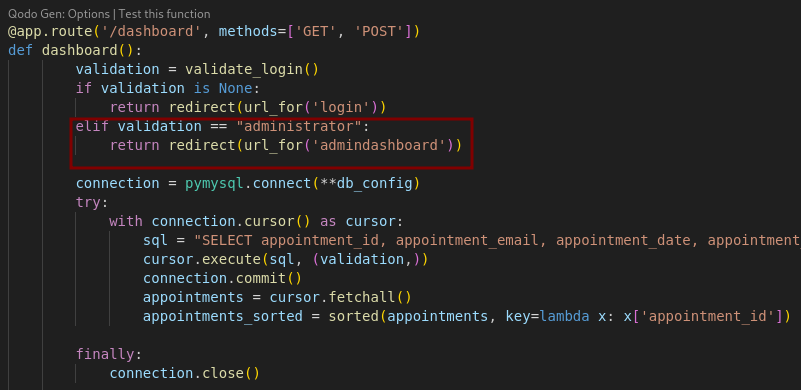 Qodo Gen: Options | Test this function
@app.route('/dashboard', methods=['GET', 'POST'])
def dashboard():
        validation = validate_login()
        if validation is None:
            return redirect(url_for('login'))
        elif validation == "administrator":
            return redirect(url_for('admindashboard'))

        connection = pymysql.connect(**db_config)
        try:
            with connection.cursor() as cursor:
                sql = "SELECT appointment_id, appointment_email, appointment_date, appointment_
                cursor.execute(sql, (validation,))
                connection.commit()
                appointments = cursor.fetchall()
                appointments_sorted = sorted(appointments, key=lambda x: x['appointment_id'])

        finally:
            connection.close()